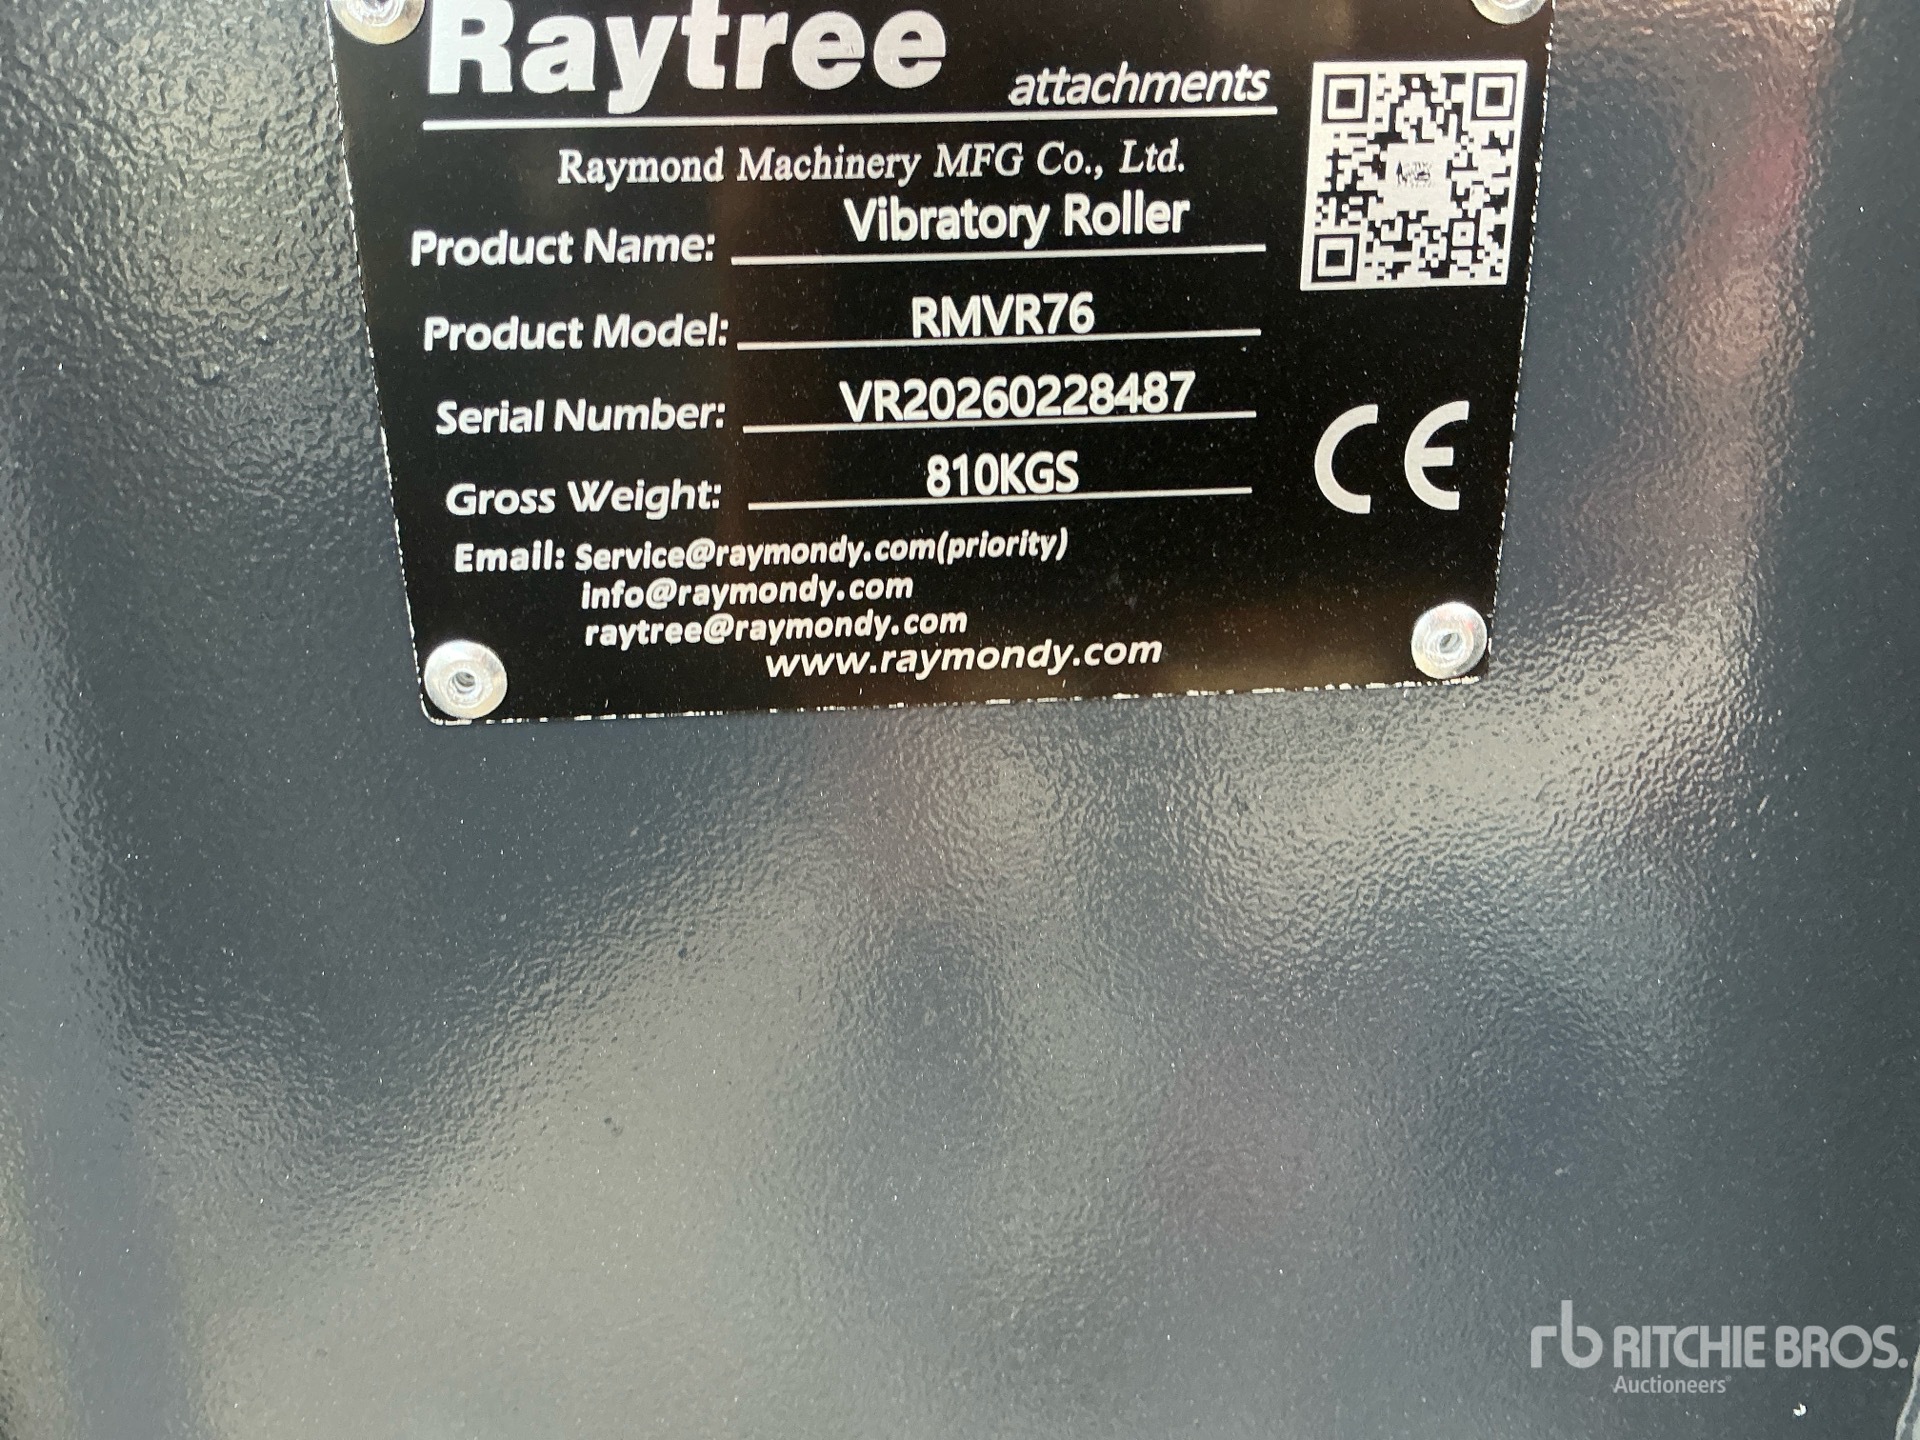 Raytree attachments
Raymond Machinery MFG Co., Ltd.
Product Name: Vibratory Roller
Product Model: RMVR76
Serial Number: VR20260228487
Gross Weight: 810KGS
CE
Email: Service@raymondy.com(priority)
info@raymondy.com
raytree@raymondy.com
www.raymondy.com
rb RITCHIE BROS.
Auctioneers